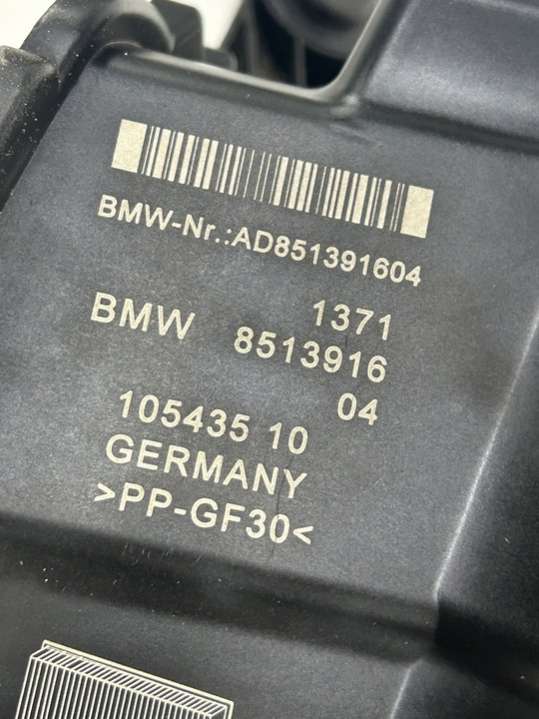 BMW-Nr.:AD851391604
1371
BMW 8513916
04
105435 10
GERMANY
>PP-GF30<